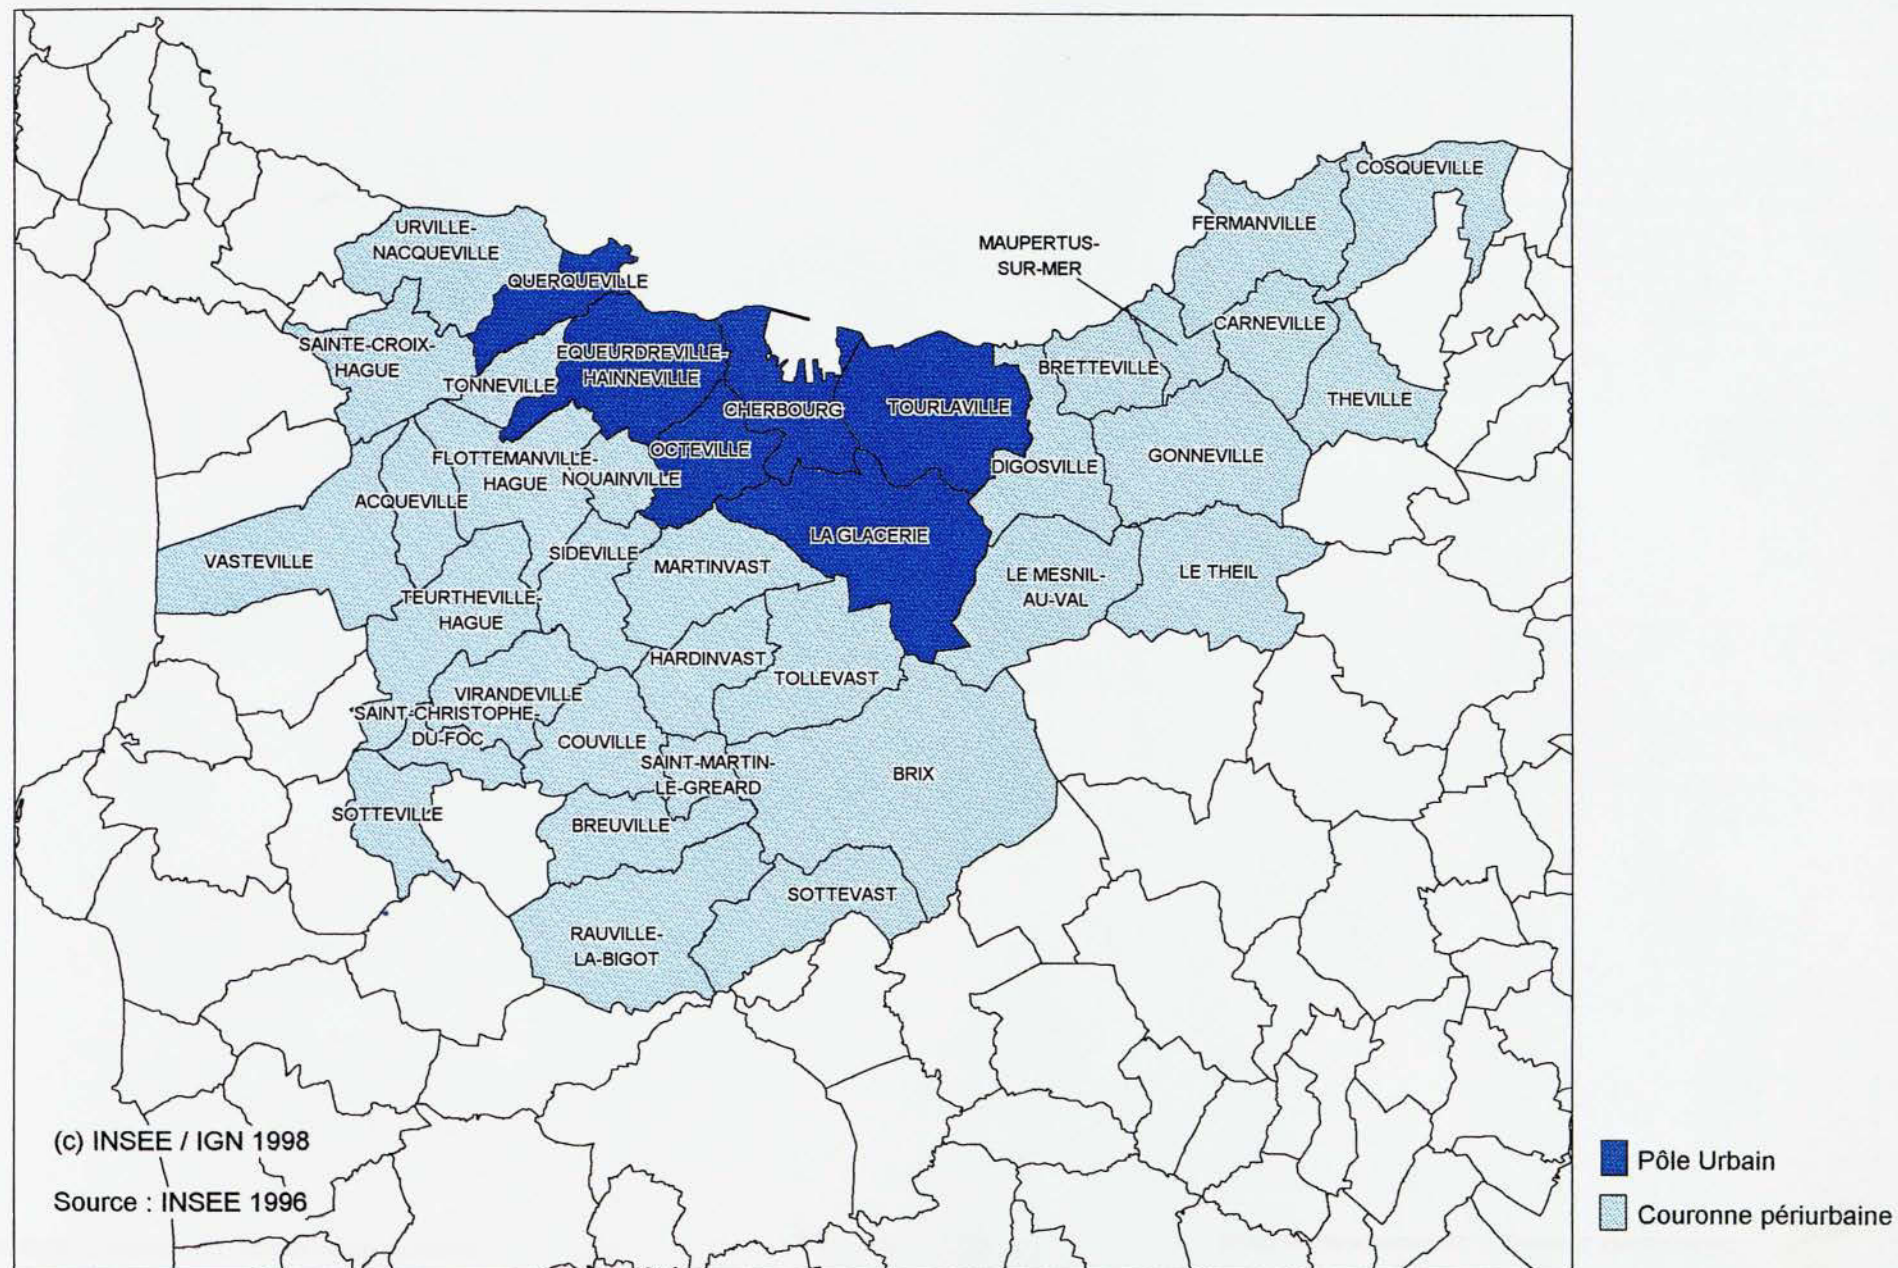 COSQUEVILLE
FERMANVILLE
URVILLE-
NACQUEVILLE
MAUPERTUS-
SUR-MER
QUERQUEVILLE
CARNEVILLE
SAINTE-CROIX-
HAGUE
EQUEURDREVILLE-
HAINNEVILLE
BRETTEVILLE
TONNEVILLE
THEVILLE
CHERBOURG
TOURLAVILLE
OCTEVILLE
FLOTTEMANVILLE-
HAGUE
NOUAINVILLE
DIGOSVILLE
GONNEVILLE
ACQUEVILLE
LA GLACERIE
VASTEVILLE
SIDEVILLE
MARTINVAST
LE MESNIL-
AU-VAL
LE THEIL
TEURTHEVILLE-
HAGUE
HARDINVAST
TOLLEVAST
VIRANDEVILLE
SAINT-CHRISTOPHE-
DU-FOC
COUVILLE
SAINT-MARTIN-
LE-GREARD
BRIX
SOTTEVILLE
BREUVILLE
SOTTEVAST
RAUVILLE-
LA-BIGOT
(c) INSEE / IGN 1998
Source : INSEE 1996
Pôle Urbain
Couronne périurbaine